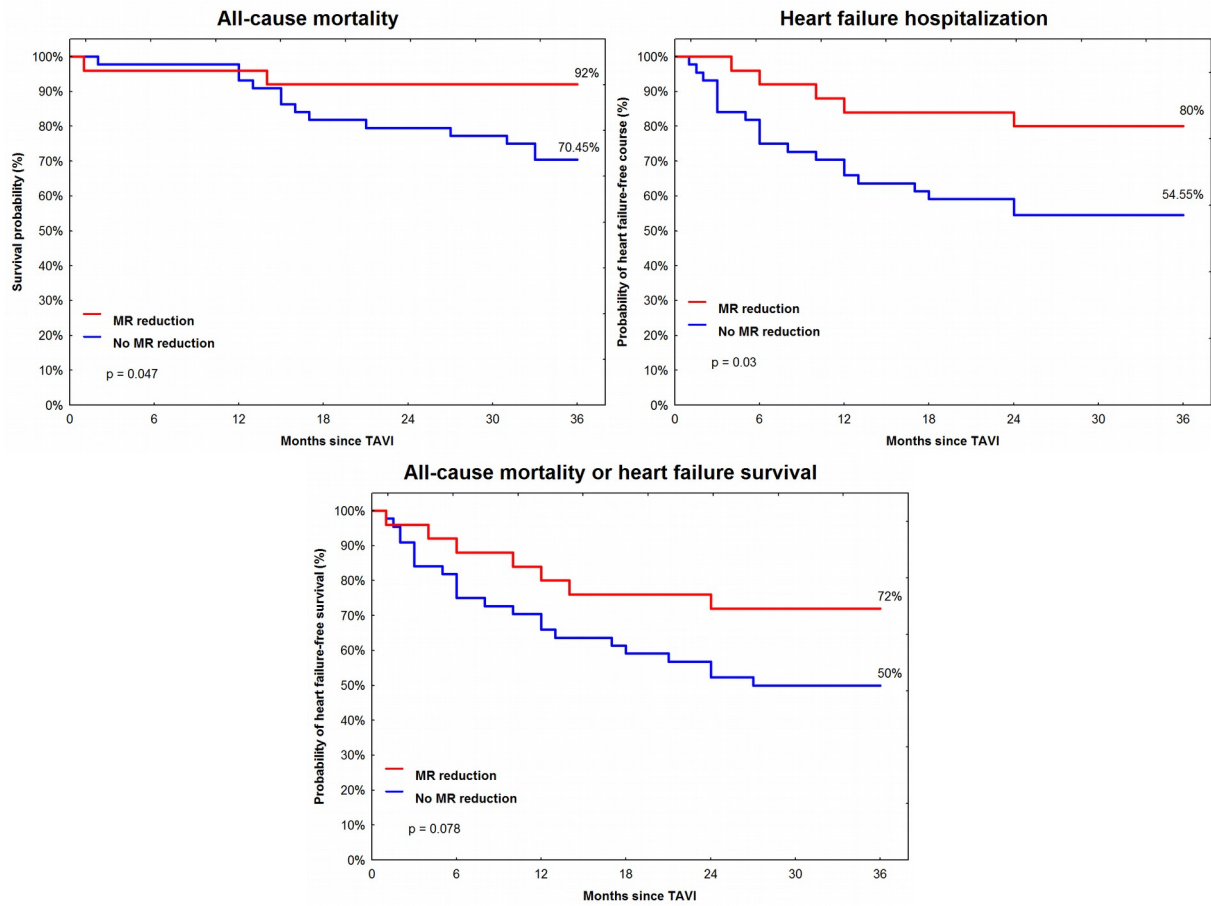 All-cause mortality
100%
90%
80%
70%
60%
50%
40%
30%
20%
10%
0%
Survival probability (%)
92%
70.45%
MR reduction
No MR reduction
p = 0.047
0 6 12 18 24 30 36
Months since TAVI
Heart failure hospitalization
100%
90%
80%
70%
60%
50%
40%
30%
20%
10%
0%
Probability of heart failure-free course (%)
80%
54.55%
MR reduction
No MR reduction
p = 0.03
0 6 12 18 24 30 36
Months since TAVI
All-cause mortality or heart failure survival
100%
90%
80%
70%
60%
50%
40%
30%
20%
10%
0%
Probability of heart failure-free survival (%)
72%
50%
MR reduction
No MR reduction
p = 0.078
0 6 12 18 24 30 36
Months since TAVI